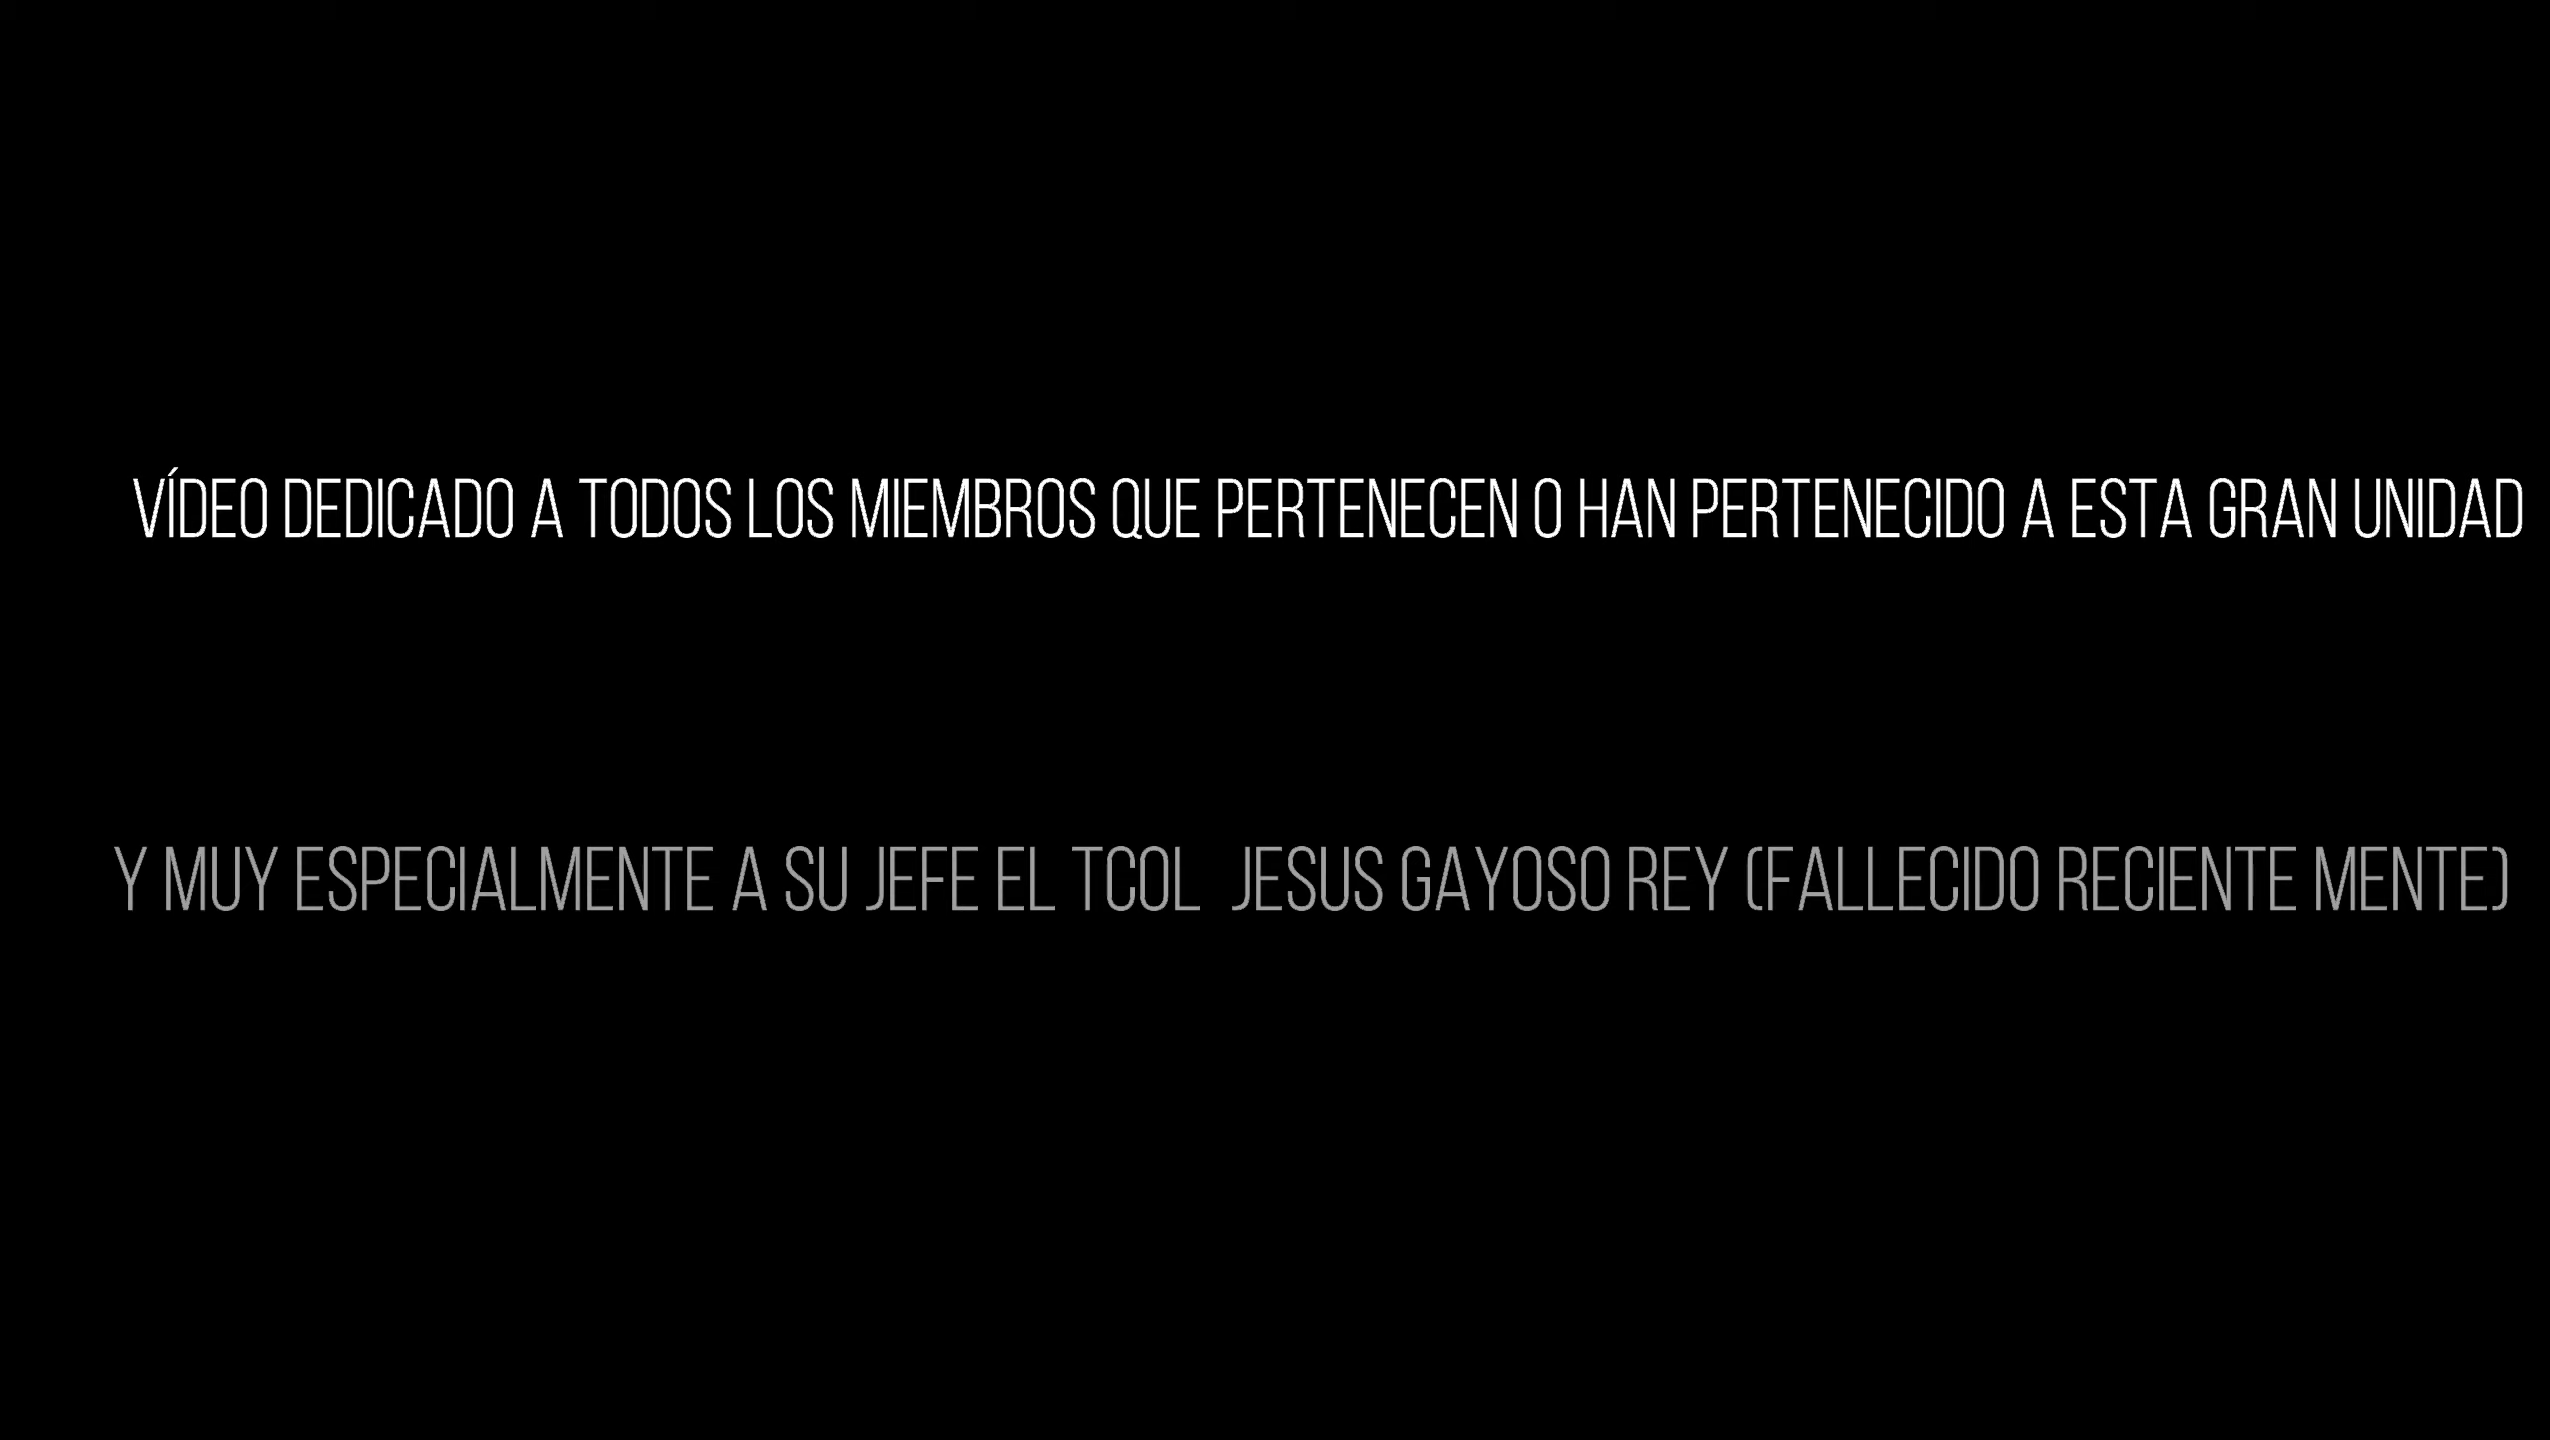 VÍDEO DEDICADO A TODOS LOS MIEMBROS QUE PERTENECEN O HAN PERTENECIDO A ESTA GRAN UNIDAD
Y MUY ESPECIALMENTE A SU JEFE EL TCOL JESUS GAYOSO REY (FALLECIDO RECIENTE MENTE)